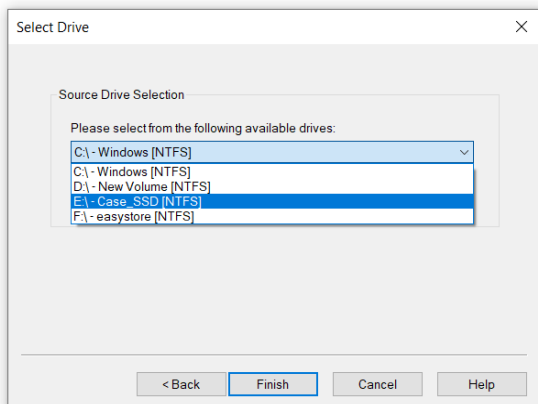 Select Drive
Source Drive Selection
Please select from the following available drives:
C:\ - Windows [NTFS]
C:\ - Windows [NTFS]
D:\ - New Volume [NTFS]
E:\ - Case_SSD [NTFS]
F:\ - easystore [NTFS]
< Back Finish Cancel Help